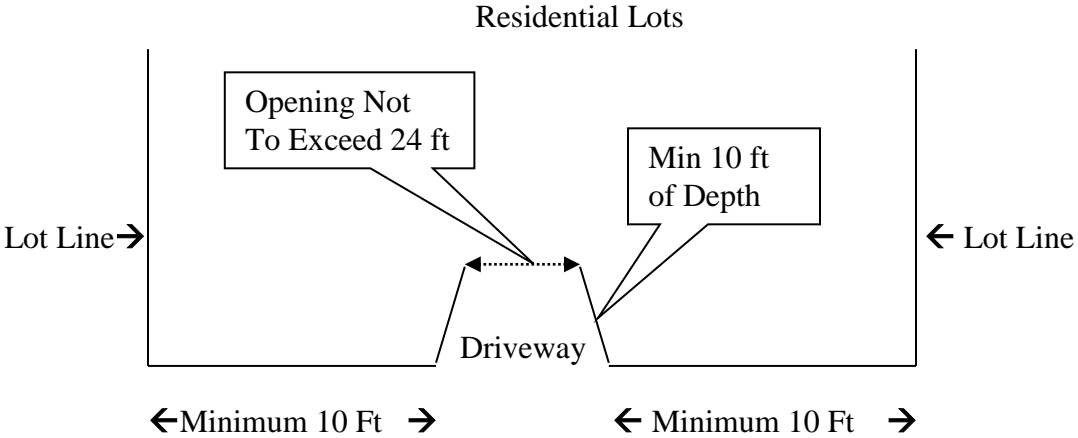 Residential Lots
Opening Not
To Exceed 24 ft
Min 10 ft
of Depth
Lot Line→
← Lot Line
Driveway
←Minimum 10 Ft →
← Minimum 10 Ft →